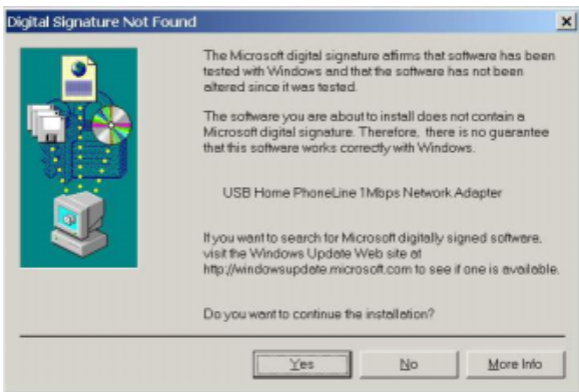 Digital Signature Not Found
The Microsoft digital signature affirms that software has been
tested with Windows and that the software has not been
altered since it was tested.
The software you are about to install does not contain a
Microsoft digital signature. Therefore, there is no guarantee
that this software works correctly with Windows.
USB Home PhoneLine 1Mbps Network Adapter
If you want to search for Microsoft digitally signed software,
visit the Windows Update Web site at
http://windowsupdate.microsoft.com to see if one is available.
Do you want to continue the installation?
Yes No More Info